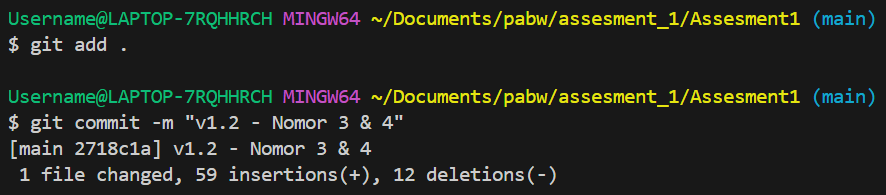 Username@LAPTOP-7RQHHRCH MINGW64 ~/Documents/pabw/assesment_1/Assesment1 (main)
$ git add .
Username@LAPTOP-7RQHHRCH MINGW64 ~/Documents/pabw/assesment_1/Assesment1 (main)
$ git commit -m "v1.2 - Nomor 3 & 4"
[main 2718c1a] v1.2 - Nomor 3 & 4
 1 file changed, 59 insertions(+), 12 deletions(-)